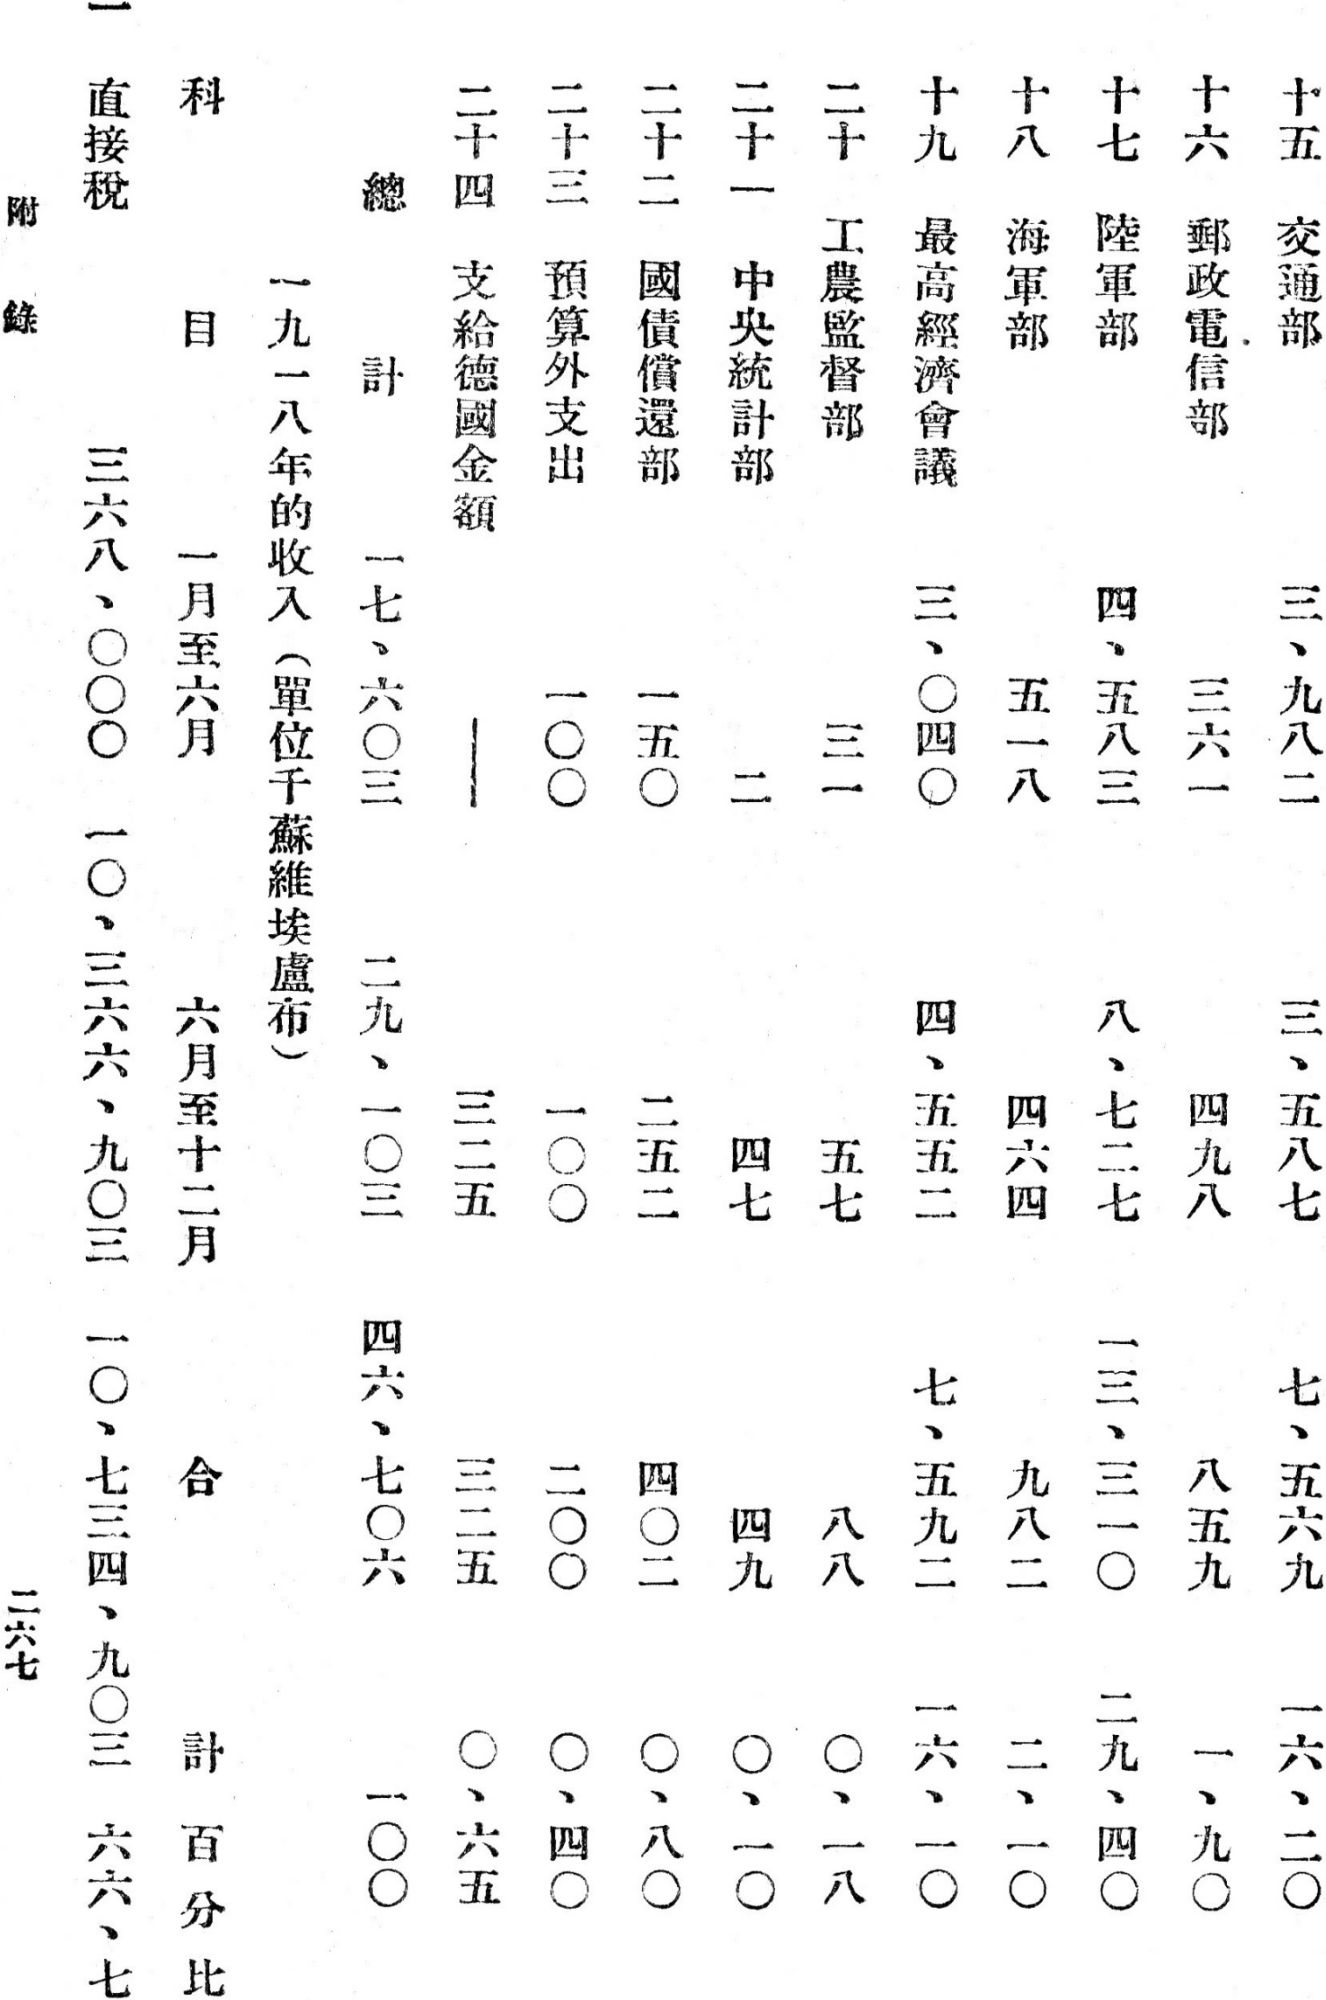 十五　交通部　三、九八二　三、五八七　七、五六九　一六、二〇
十六　郵政電信部　三六一　四九八　八五九　一、九〇
十七　陸軍部　四、五八三　八、七二七　一三、三一〇　二九、四〇
十八　海軍部　五一八　四六四　九八二　二、一〇
十九　最高經濟會議　三、〇四〇　四、五五二　七、五九二　一六、一〇
二十　工農監督部　三一　五七　八八　〇、一八
二十一　中央統計部　二　四七　四九　〇、一〇
二十二　國債償還部　一五〇　二五二　四〇二　〇、八〇
二十三　預算外支出　一〇〇　一〇〇　二〇〇　〇、四〇
二十四　支給德國金額　——　三二五　三二五　〇、六五
總計　一七、六〇三　二九、一〇三　四六、七〇六　一〇〇
一九一八年的收入（單位千蘇維埃盧布）
科目　一月至六月　六月至十二月　合計　百分比
一　直接稅　三六八、〇〇〇　一〇、三六六、九〇三　一〇、七三四、九〇三　六六、七
附錄　二六七